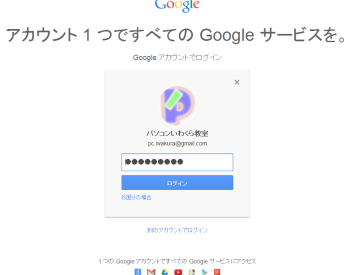 Google
アカウント 1 つですべての Google サービスを。
Google アカウントでログイン
×
パソコンいわくら教室
pc.iwakura@gmail.com
●●●●●●●●●
ログイン
お困りの場合
別のアカウントでログイン
1 つの Google アカウントですべての Google サービスにアクセス